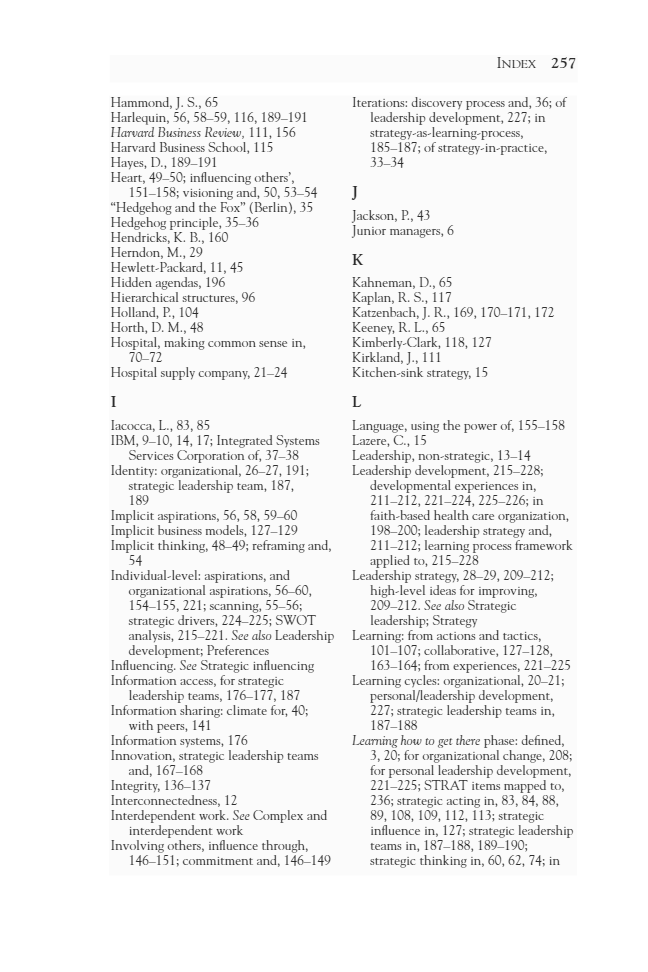 INDEX 257
Hammond, J. S., 65
Harlequin, 56, 58–59, 116, 189–191
Harvard Business Review, 111, 156
Harvard Business School, 115
Hayes, D., 189–191
Heart, 49–50; influencing others’,
151–158; visioning and, 50, 53–54
“Hedgehog and the Fox” (Berlin), 35
Hedgehog principle, 35–36
Hendricks, K. B., 160
Herndon, M., 29
Hewlett-Packard, 11, 45
Hidden agendas, 196
Hierarchical structures, 96
Holland, P., 104
Horth, D. M., 48
Hospital, making common sense in,
70–72
Hospital supply company, 21–24
I
Iacocca, L., 83, 85
IBM, 9–10, 14, 17; Integrated Systems
Services Corporation of, 37–38
Identity: organizational, 26–27, 191;
strategic leadership team, 187,
189
Implicit aspirations, 56, 58, 59–60
Implicit business models, 127–129
Implicit thinking, 48–49; reframing and,
54
Individual-level: aspirations, and
organizational aspirations, 56–60,
154–155, 221; scanning, 55–56;
strategic drivers, 224–225; SWOT
analysis, 215–221. See also Leadership
development; Preferences
Influencing. See Strategic influencing
Information access, for strategic
leadership teams, 176–177, 187
Information sharing: climate for, 40;
with peers, 141
Information systems, 176
Innovation, strategic leadership teams
and, 167–168
Integrity, 136–137
Interconnectedness, 12
Interdependent work. See Complex and
interdependent work
Involving others, influence through,
146–151; commitment and, 146–149
Iterations: discovery process and, 36; of
leadership development, 227; in
strategy-as-learning-process,
185–187; of strategy-in-practice,
33–34
J
Jackson, P., 43
Junior managers, 6
K
Kahneman, D., 65
Kaplan, R. S., 117
Katzenbach, J. R., 169, 170–171, 172
Keeney, R. L., 65
Kimberly-Clark, 118, 127
Kirkland, J., 111
Kitchen-sink strategy, 15
L
Language, using the power of, 155–158
Lazere, C., 15
Leadership, non-strategic, 13–14
Leadership development, 215–228;
developmental experiences in,
211–212, 221–224, 225–226; in
faith-based health care organization,
198–200; leadership strategy and,
211–212; learning process framework
applied to, 215–228
Leadership strategy, 28–29, 209–212;
high-level ideas for improving,
209–212. See also Strategic
leadership; Strategy
Learning: from actions and tactics,
101–107; collaborative, 127–128,
163–164; from experiences, 221–225
Learning cycles: organizational, 20–21;
personal/leadership development,
227; strategic leadership teams in,
187–188
Learning how to get there phase: defined,
3, 20; for organizational change, 208;
for personal leadership development,
221–225; STRAT items mapped to,
236; strategic acting in, 83, 84, 88,
89, 108, 109, 112, 113; strategic
influence in, 127; strategic leadership
teams in, 187–188, 189–190;
strategic thinking in, 60, 62, 74; in